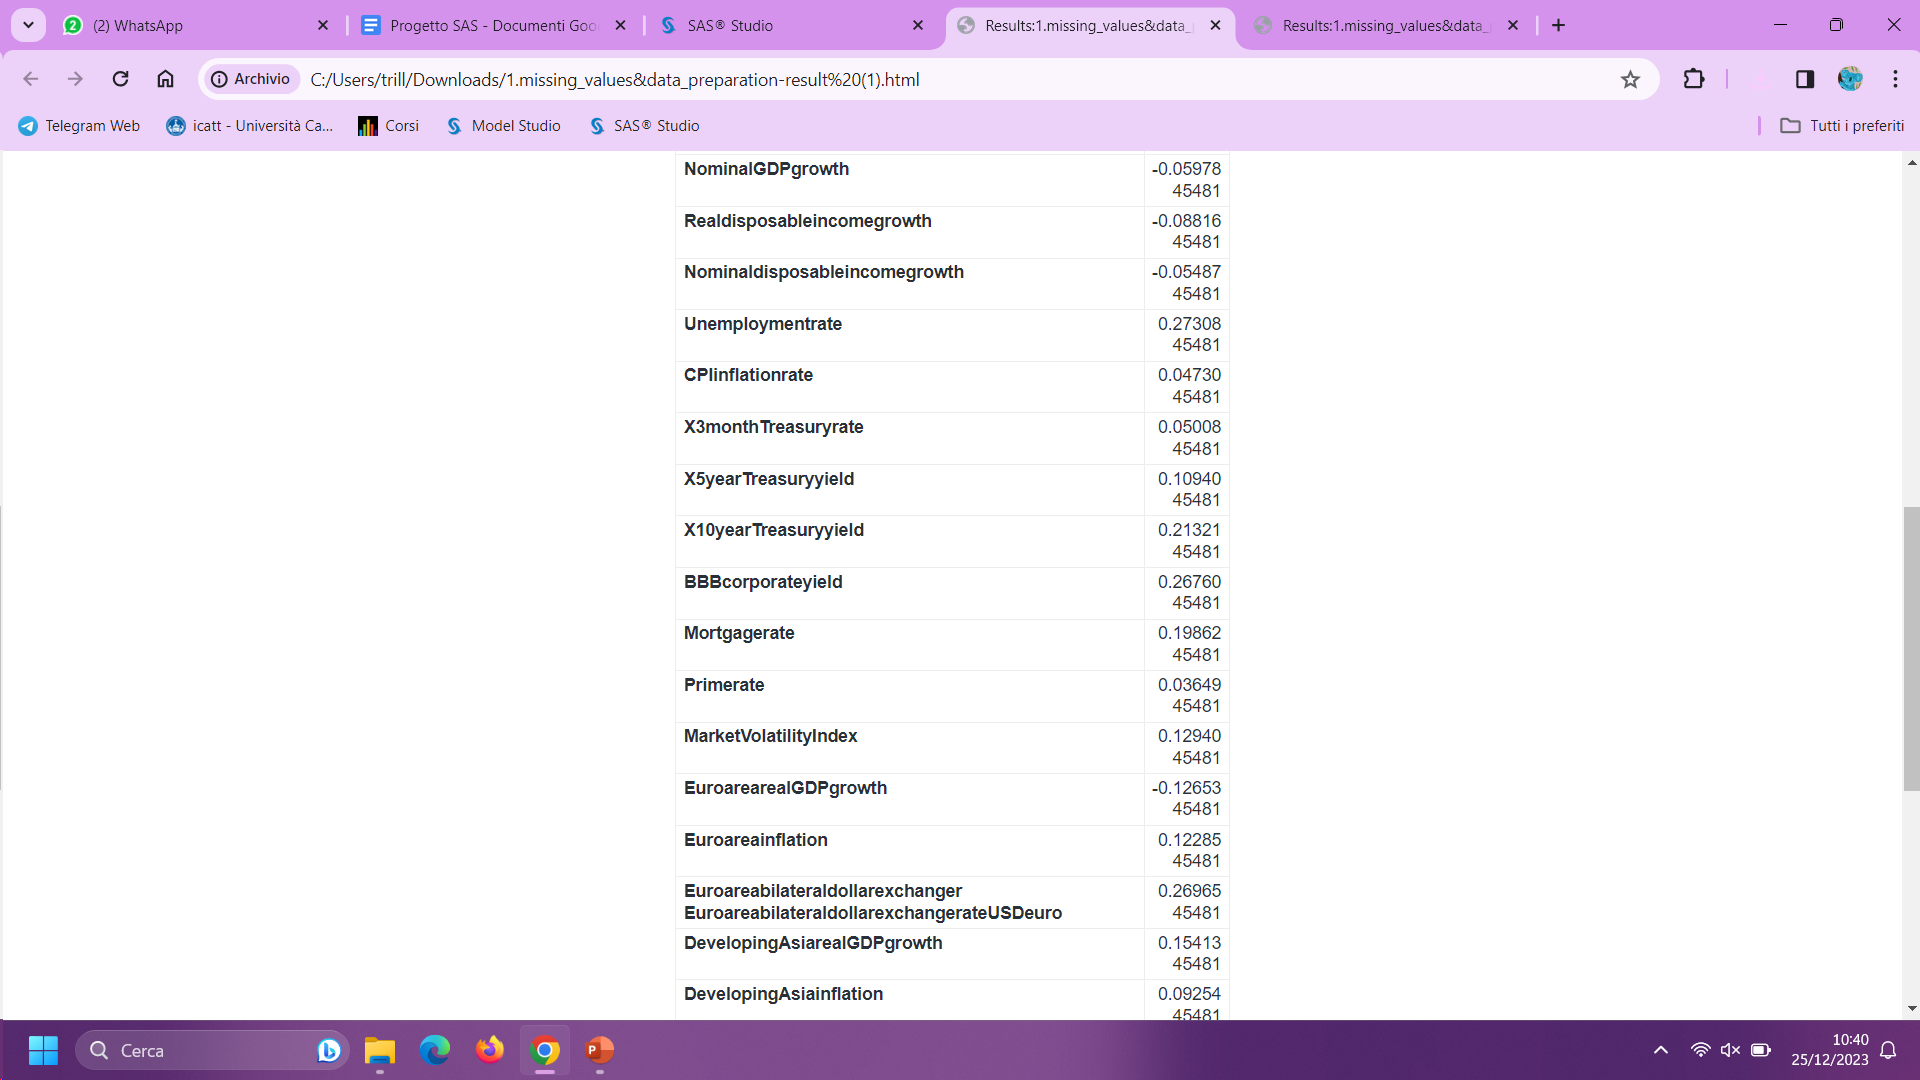 2
(2) WhatsApp
Progetto SAS - Documenti Goo
SAS® Studio
Results:1.missing_values&data_
Results:1.missing_values&data_
Archivio
C:/Users/trill/Downloads/1.missing_values&data_preparation-result%20(1).html
Telegram Web
icatt - Università Ca...
Corsi
Model Studio
SAS® Studio
Tutti i preferiti
NominalGDPgrowth -0.05978
45481
Realdisposableincomegrowth -0.08816
45481
Nominaldisposableincomegrowth -0.05487
45481
Unemploymentrate 0.27308
45481
CPIinflationrate 0.04730
45481
X3monthTreasuryrate 0.05008
45481
X5yearTreasuryyield 0.10940
45481
X10yearTreasuryyield 0.21321
45481
BBBcorporateyield 0.26760
45481
Mortgagerate 0.19862
45481
Primerate 0.03649
45481
MarketVolatilityIndex 0.12940
45481
EuroarearealGDPgrowth -0.12653
45481
Euroareainflation 0.12285
45481
Euroareabilateraldollarexchanger 0.26965
EuroareabilateraldollarexchangerateUSDeuro 45481
DevelopingAsiarealGDPgrowth 0.15413
45481
DevelopingAsiainflation 0.09254
45481
Cerca
P
10:40
25/12/2023